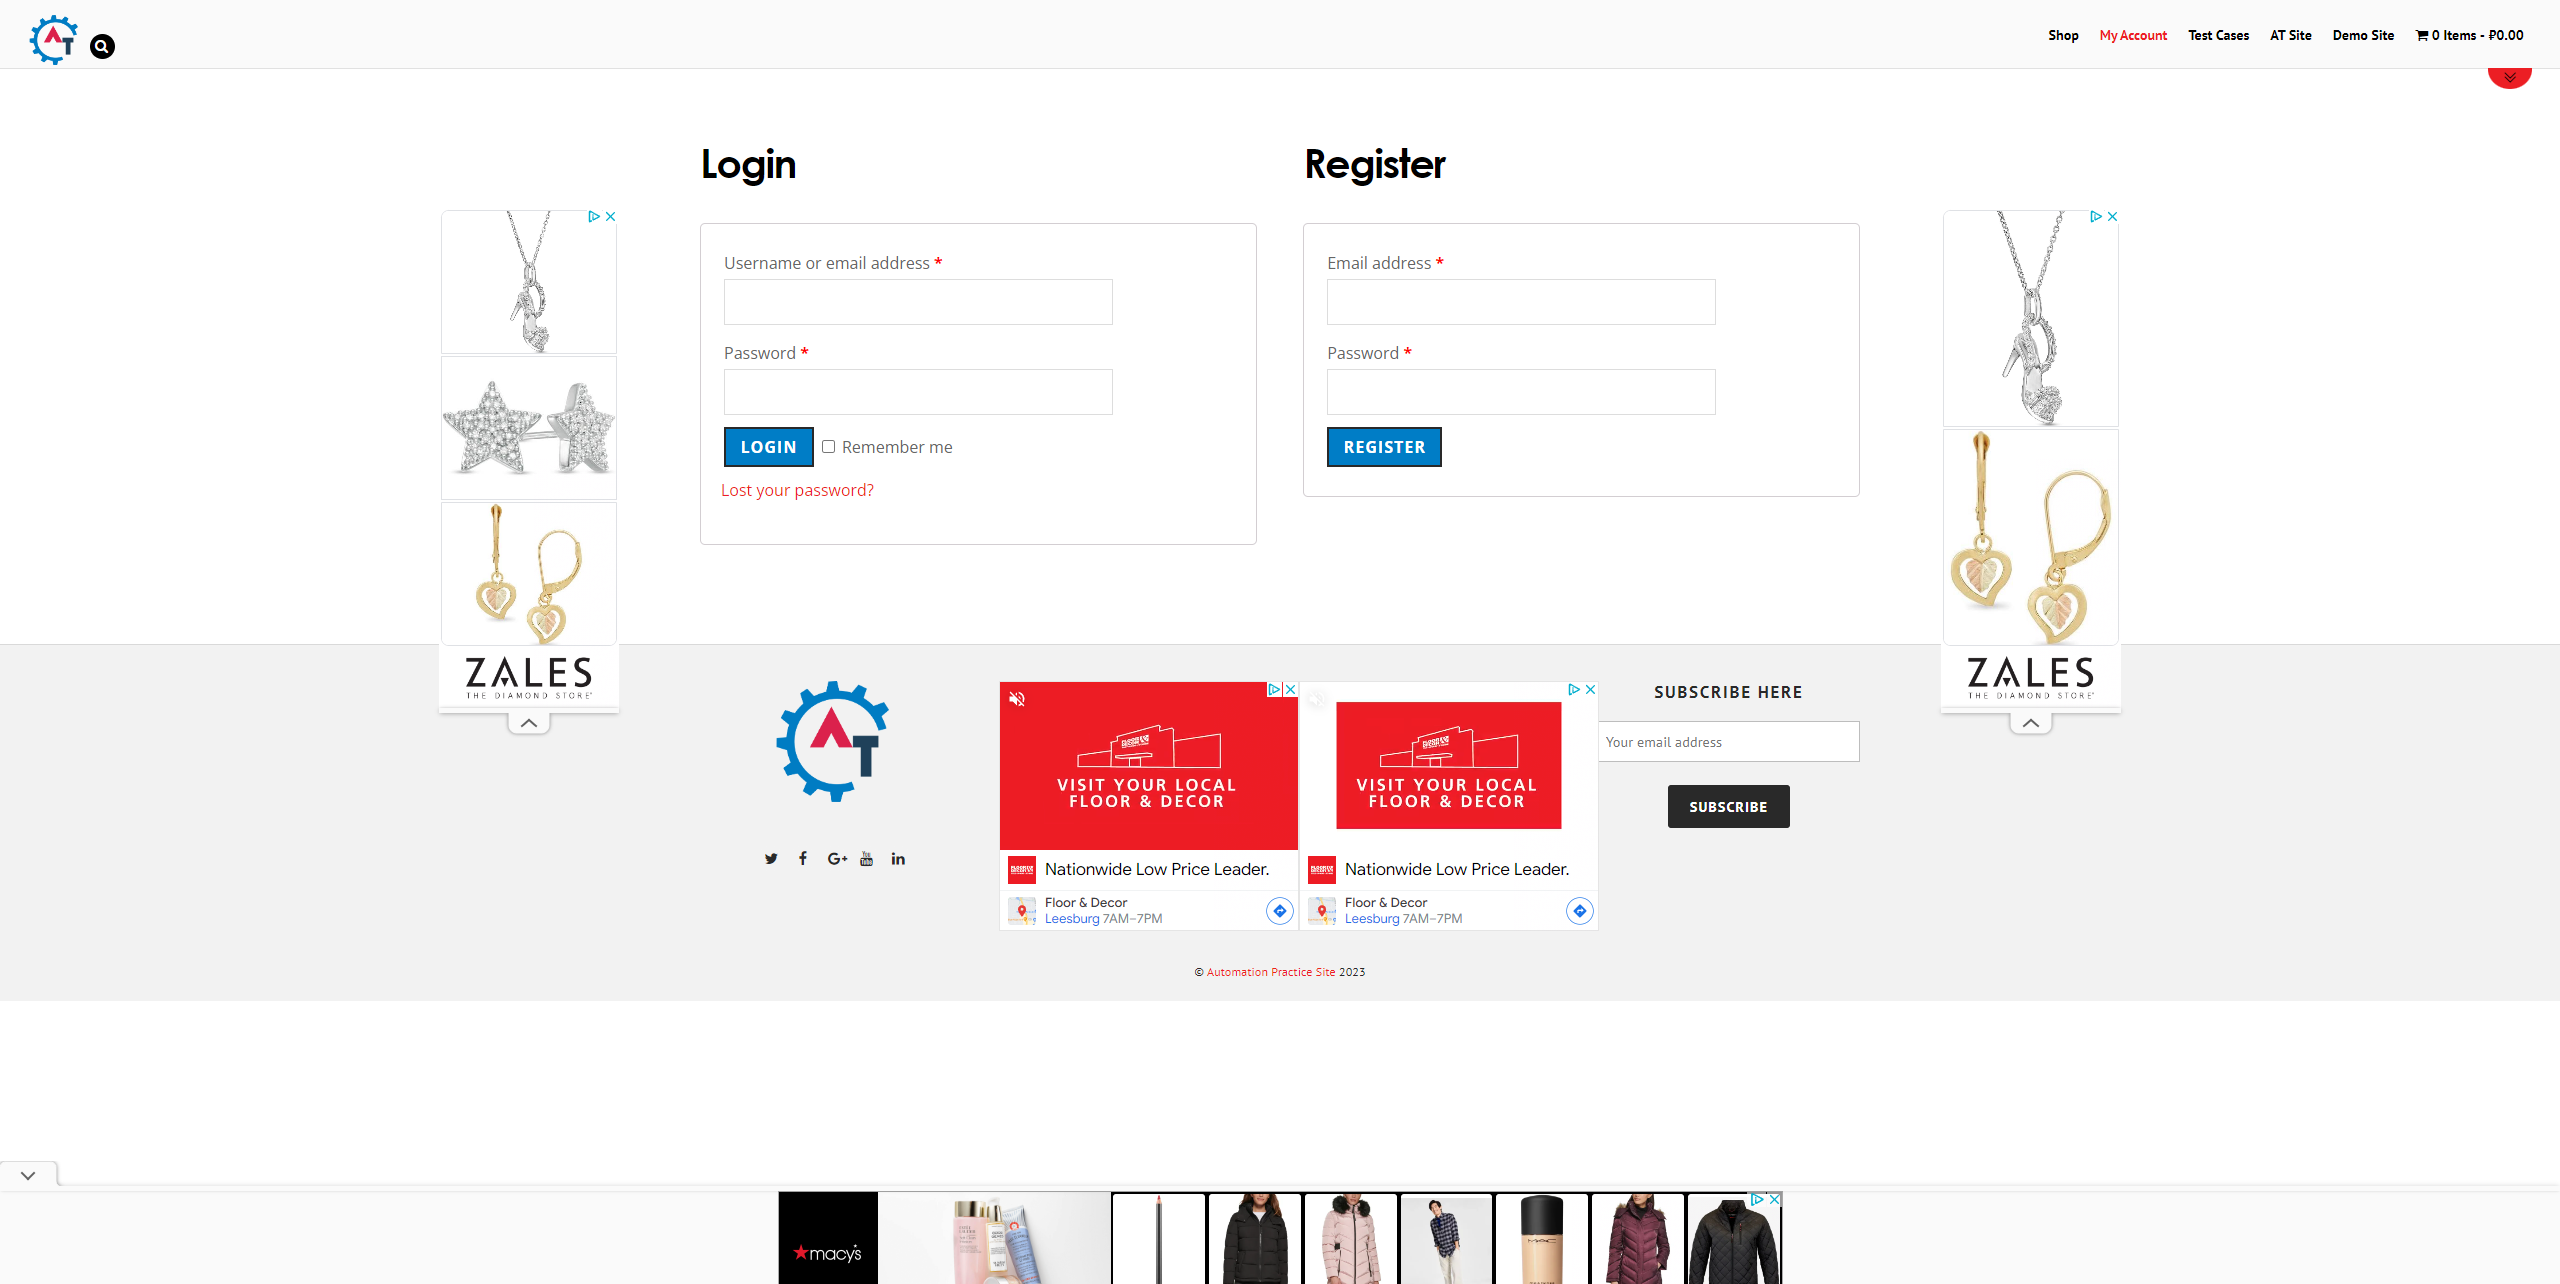 AT
Shop
My Account
Test Cases
AT Site
Demo Site
0 Items - ₽0.00
Login
Register
Username or email address *
Password *
LOGIN
Remember me
Lost your password?
Email address *
Password *
REGISTER
ZALES
THE DIAMOND STORE
ZALES
THE DIAMOND STORE
AT
VISIT YOUR LOCAL
FLOOR & DECOR
Nationwide Low Price Leader.
Floor & Decor
Leesburg 7AM–7PM
VISIT YOUR LOCAL
FLOOR & DECOR
Nationwide Low Price Leader.
Floor & Decor
Leesburg 7AM–7PM
SUBSCRIBE HERE
Your email address
SUBSCRIBE
© Automation Practice Site 2023
macy's
MAC